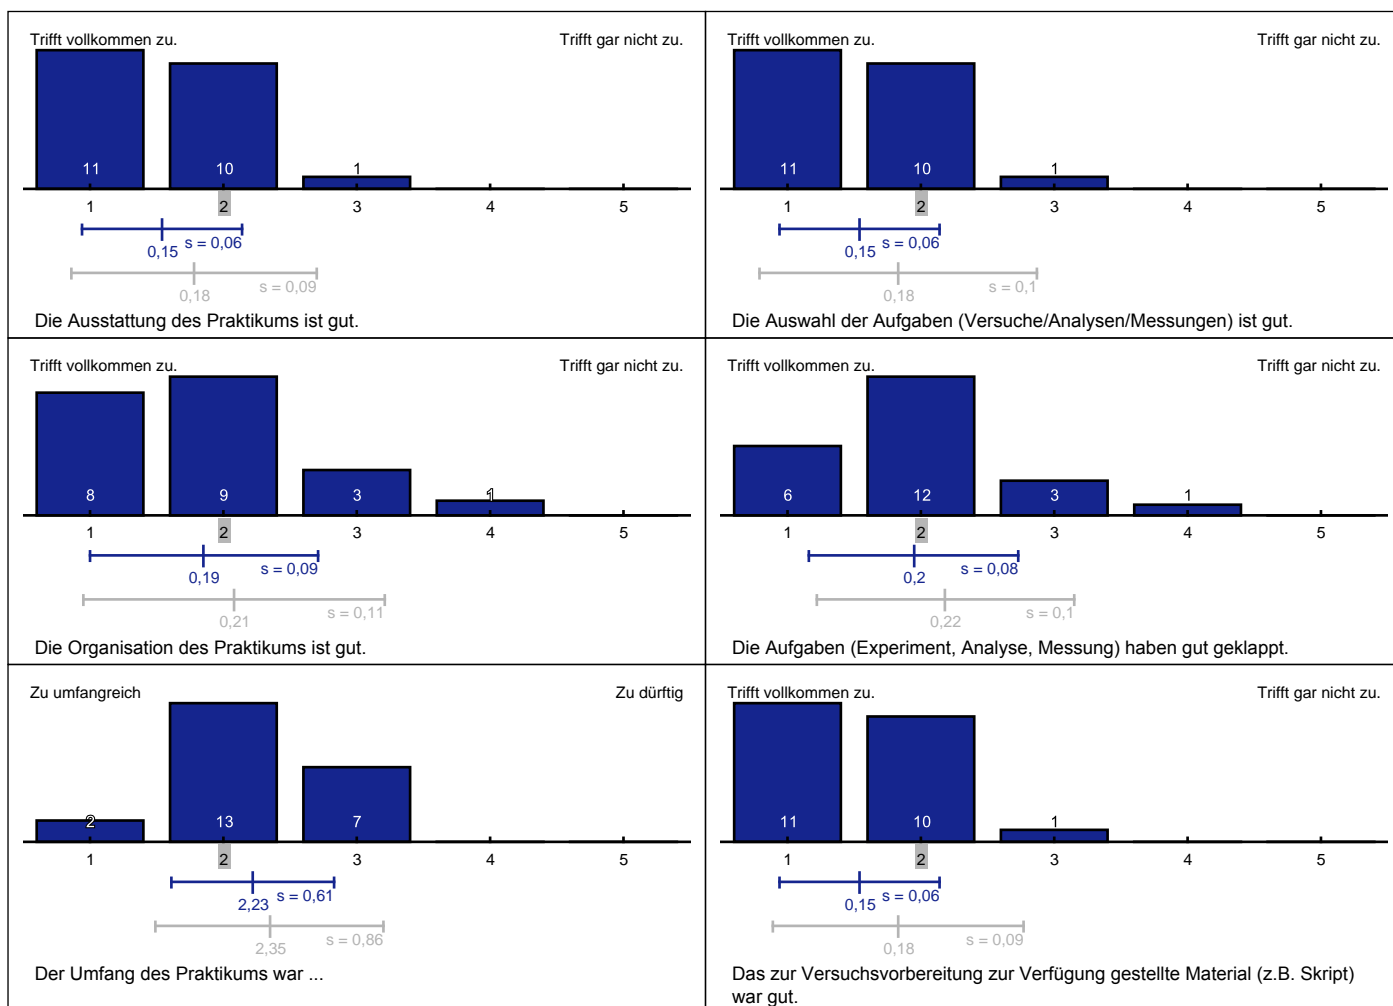 Trifft vollkommen zu. Trifft gar nicht zu.
11 10 1
1 2 3 4 5
0,15 s = 0,06
0,18 s = 0,09
Die Ausstattung des Praktikums ist gut.
Trifft vollkommen zu. Trifft gar nicht zu.
11 10 1
1 2 3 4 5
0,15 s = 0,06
0,18 s = 0,1
Die Auswahl der Aufgaben (Versuche/Analysen/Messungen) ist gut.
Trifft vollkommen zu. Trifft gar nicht zu.
8 9 3 1
1 2 3 4 5
0,19 s = 0,09
0,21 s = 0,11
Die Organisation des Praktikums ist gut.
Trifft vollkommen zu. Trifft gar nicht zu.
6 12 3 1
1 2 3 4 5
0,2 s = 0,08
0,22 s = 0,1
Die Aufgaben (Experiment, Analyse, Messung) haben gut geklappt.
Zu umfangreich Zu dürftig
2 13 7
1 2 3 4 5
2,23 s = 0,61
2,35 s = 0,86
Der Umfang des Praktikums war ...
Trifft vollkommen zu. Trifft gar nicht zu.
11 10 1
1 2 3 4 5
0,15 s = 0,06
0,18 s = 0,09
Das zur Versuchsvorbereitung zur Verfügung gestellte Material (z.B. Skript)
war gut.